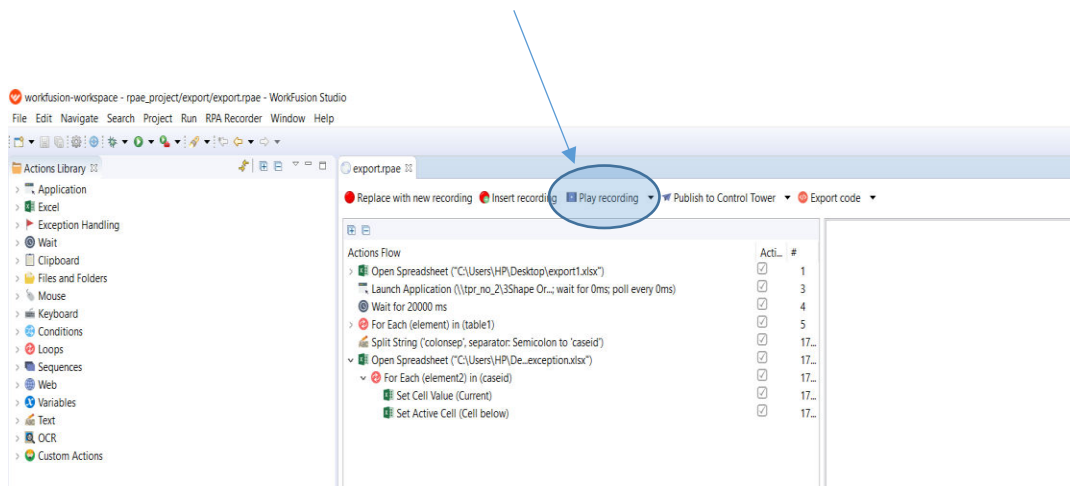 workfusion-workspace - rpae_project/export/export.rpae - WorkFusion Studio
File Edit Navigate Search Project Run RPA Recorder Window Help
Actions Library
Application
Excel
Exception Handling
Wait
Clipboard
Files and Folders
Mouse
Keyboard
Conditions
Loops
Sequences
Web
Variables
Text
OCR
Custom Actions
export.rpae
Replace with new recording Insert recording Play recording Publish to Control Tower Export code
Actions Flow Acti... #
Open Spreadsheet ("C:\Users\HP\Desktop\export1.xlsx") 1
Launch Application (\\tpr_no_2\3Shape Or...; wait for 0ms; poll every 0ms) 3
Wait for 20000 ms 4
For Each (element) in (table1) 5
Split String ('colonsep', separator: Semicolon to 'caseid') 17...
Open Spreadsheet ("C:\Users\HP\De...exception.xlsx") 17...
For Each (element2) in (caseid) 17...
Set Cell Value (Current) 17...
Set Active Cell (Cell below) 17...